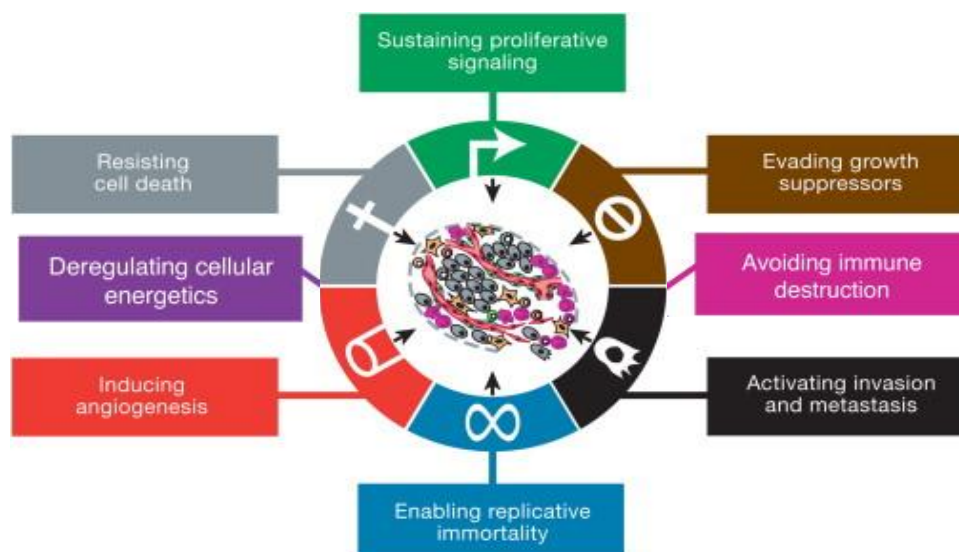 Sustaining proliferative
signaling
Resisting
cell death
Evading growth
suppressors
Deregulating cellular
energetics
Avoiding immune
destruction
Inducing
angiogenesis
Activating invasion
and metastasis
Enabling replicative
immortality